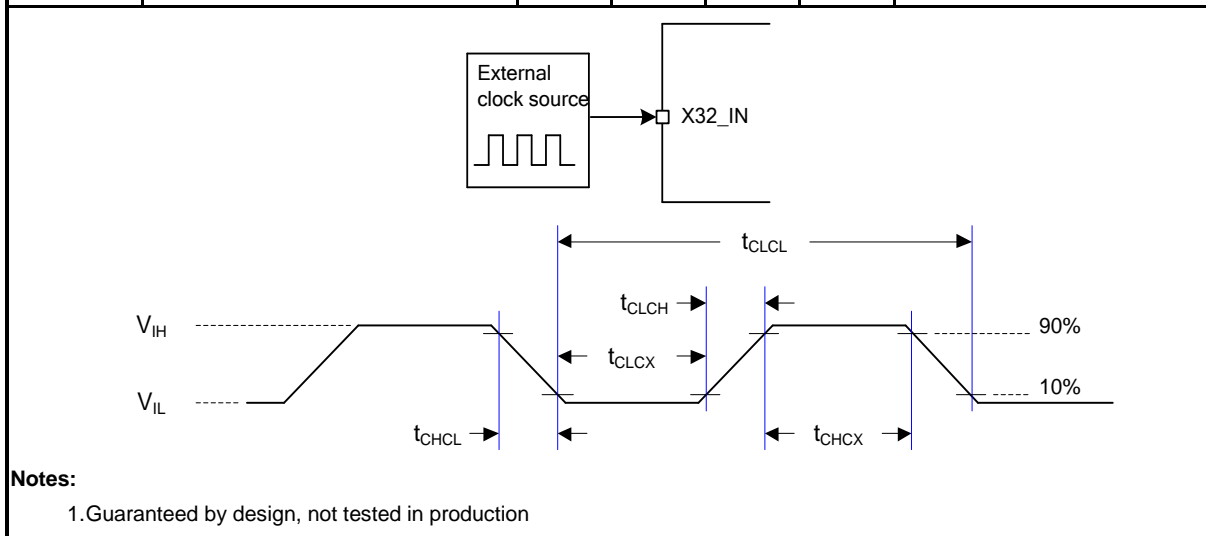 External
clock source
X32_IN
tCLCL
tCLCH
VIH
90%
tCLCX
VIL
10%
tCHCL
tCHCX
Notes:
1.Guaranteed by design, not tested in production